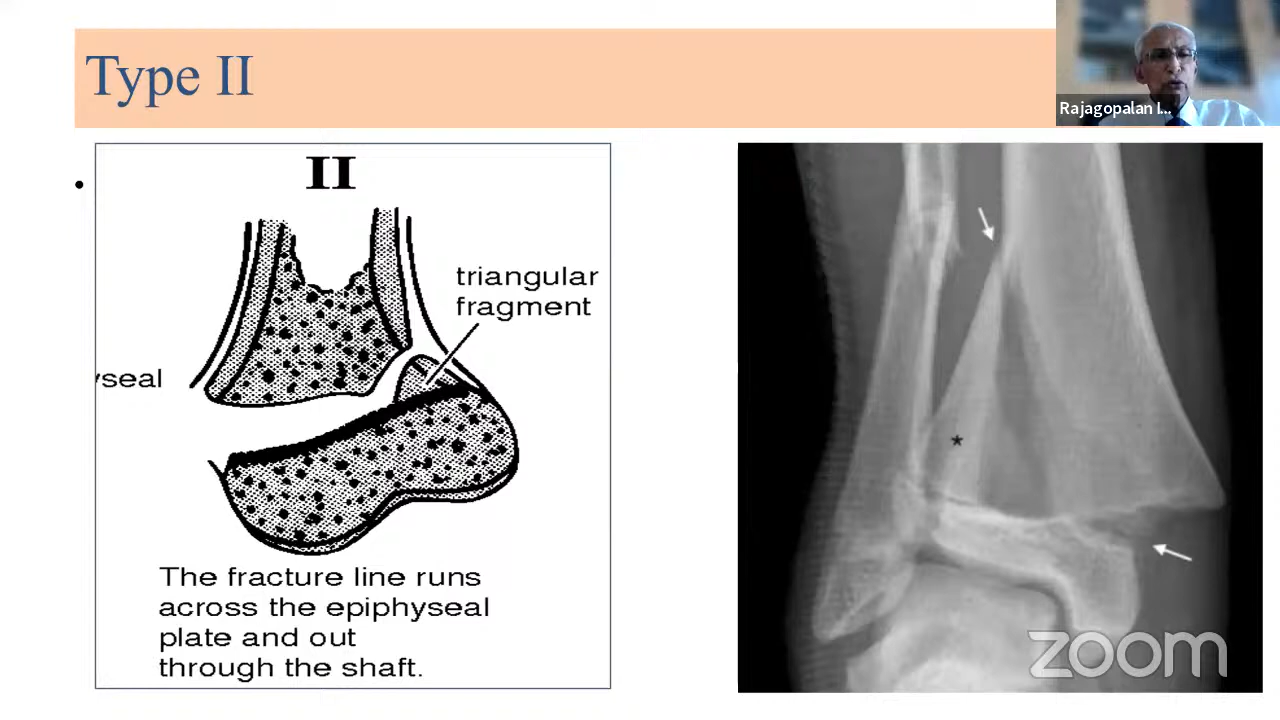 Type II
Rajagopalan I...
•
II
triangular
fragment
yseal
The fracture line runs
across the epiphyseal
plate and out
through the shaft.
*
zoom